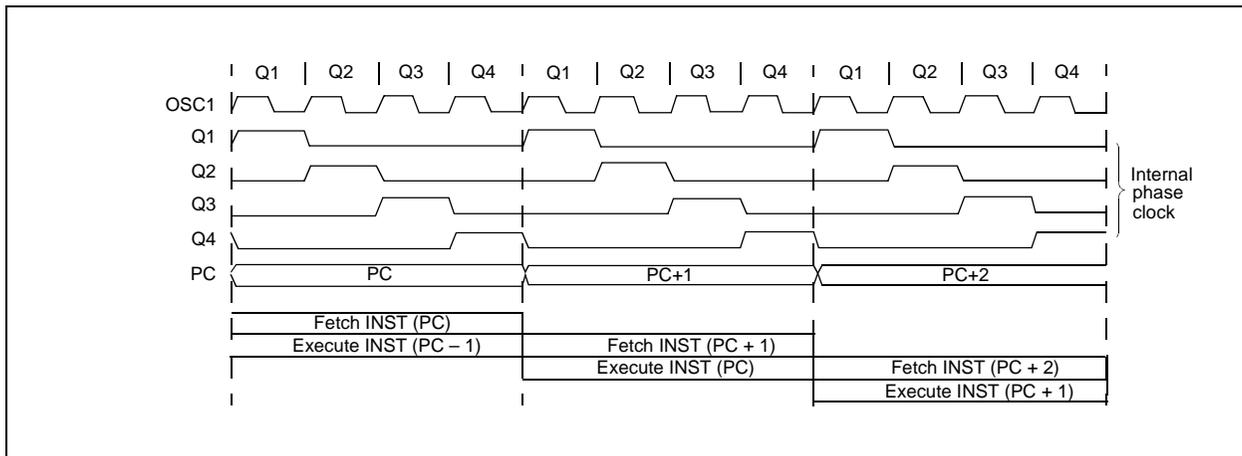 Q1 Q2 Q3 Q4 Q1 Q2 Q3 Q4 Q1 Q2 Q3 Q4
OSC1
Q1
Q2
Q3
Q4
Internal
phase
clock
PC PC PC+1 PC+2
Fetch INST (PC)
Execute INST (PC – 1) Fetch INST (PC + 1)
Execute INST (PC) Fetch INST (PC + 2)
Execute INST (PC + 1)